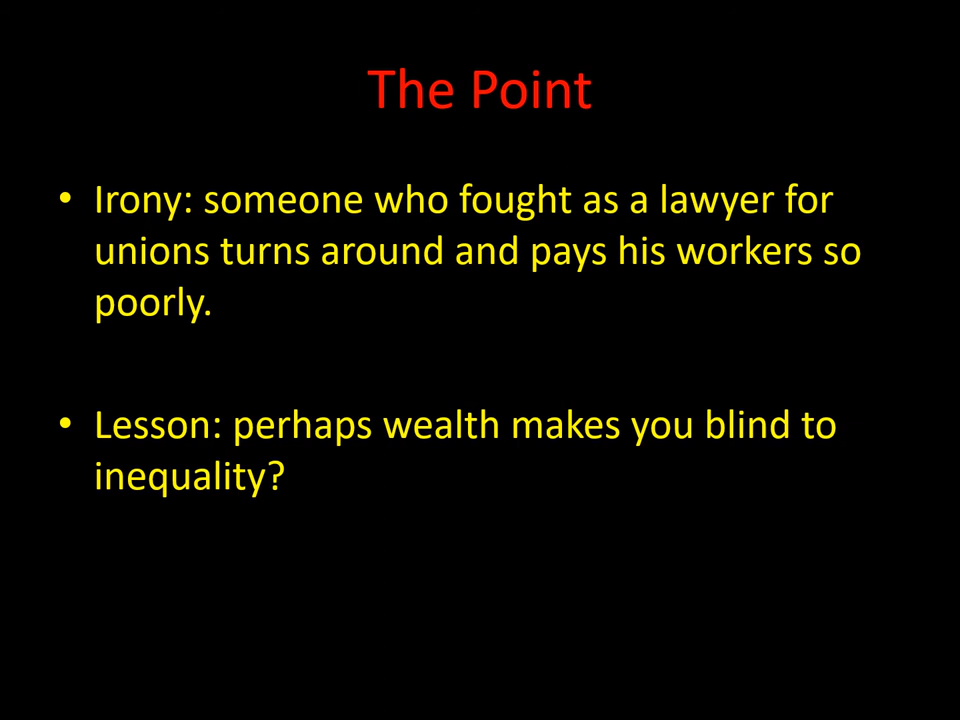 The Point
• Irony: someone who fought as a lawyer for
unions turns around and pays his workers so
poorly.
• Lesson: perhaps wealth makes you blind to
inequality?